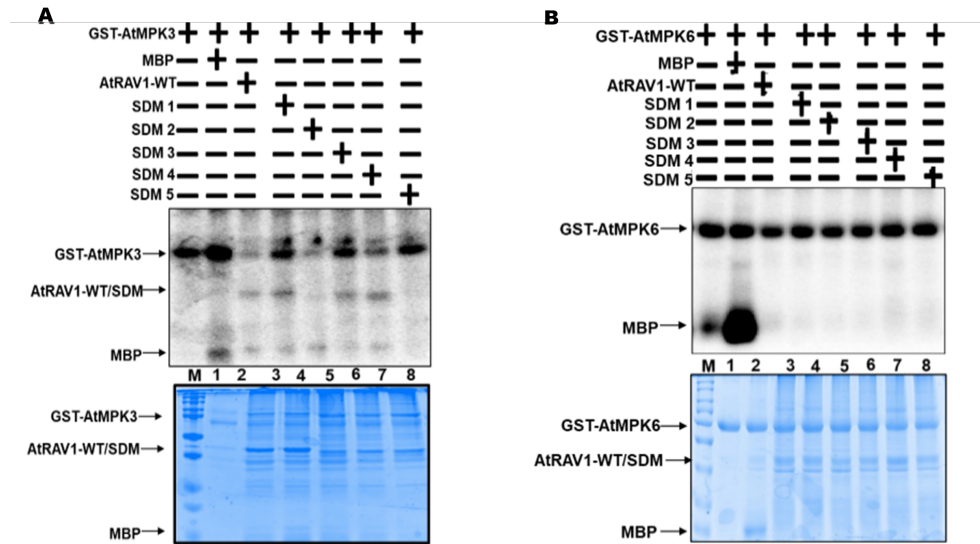 A
GST-AtMPK3 + + + + + + + +
MBP — + — — — — — —
AtRAV1-WT — — + — — — — —
SDM 1 — — — + — — — —
SDM 2 — — — — + — — —
SDM 3 — — — — — + — —
SDM 4 — — — — — — + —
SDM 5 — — — — — — — +
GST-AtMPK3
AtRAV1-WT/SDM
MBP
M 1 2 3 4 5 6 7 8
GST-AtMPK3
AtRAV1-WT/SDM
MBP
B
GST-AtMPK6 + + + + + + + +
MBP — + — — — — — —
AtRAV1-WT — — + — — — — —
SDM 1 — — — + — — — —
SDM 2 — — — — + — — —
SDM 3 — — — — — + — —
SDM 4 — — — — — — + —
SDM 5 — — — — — — — +
GST-AtMPK6
MBP
M 1 2 3 4 5 6 7 8
GST-AtMPK6
AtRAV1-WT/SDM
MBP